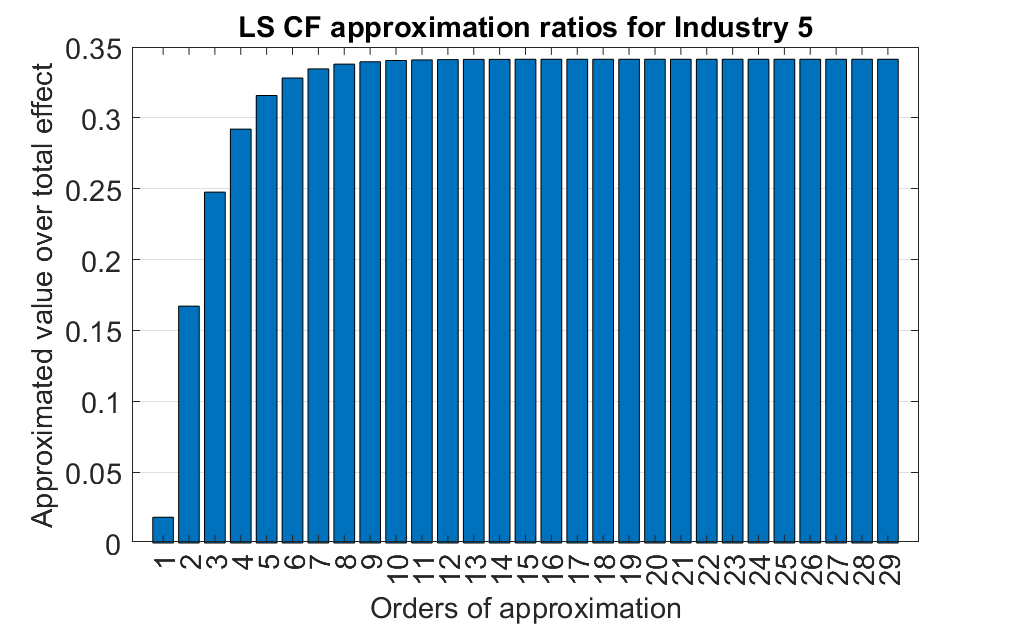 LS CF approximation ratios for Industry 5
Approximated value over total effect
0.35
0.3
0.25
0.2
0.15
0.1
0.05
0
1 2 3 4 5 6 7 8 9 10 11 12 13 14 15 16 17 18 19 20 21 22 23 24 25 26 27 28 29
Orders of approximation